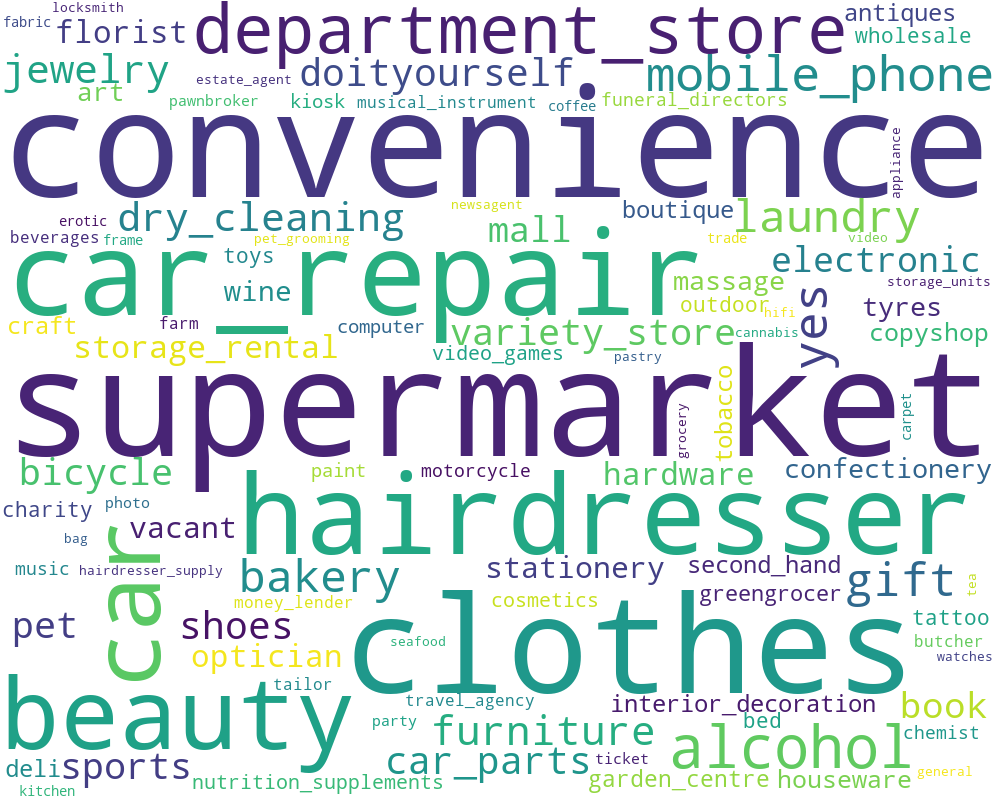 locksmith
fabric
florist
department_store
antiques
wholesale
jewelry
art
estate_agent
doityourself
mobile_phone
pawnbroker
kiosk
musical_instrument
coffee
funeral_directors
convenience
appliance
erotic
dry_cleaning
newsagent
boutique
laundry
beverages
frame
pet_grooming
mall
trade
video
car_repair
toys
electronic
wine
massage
storage_units
outdoor
hifi
yes
tyres
craft
farm
computer
variety_store
cannabis
copyshop
storage_rental
video_games
pastry
supermarket
tobacco
grocery
carpet
bicycle
paint
motorcycle
hardware
confectionery
charity
photo
vacant
hairdresser
bag
car
music
hairdresser_supply
bakery
stationery
second_hand
gift
tea
money_lender
cosmetics
greengrocer
pet
shoes
clothes
tattoo
seafood
butcher
optician
watches
beauty
tailor
travel_agency
interior_decoration
book
party
furniture
bed
alcohol
chemist
deli
sports
car_parts
ticket
general
nutrition_supplements
garden_centre
houseware
kitchen